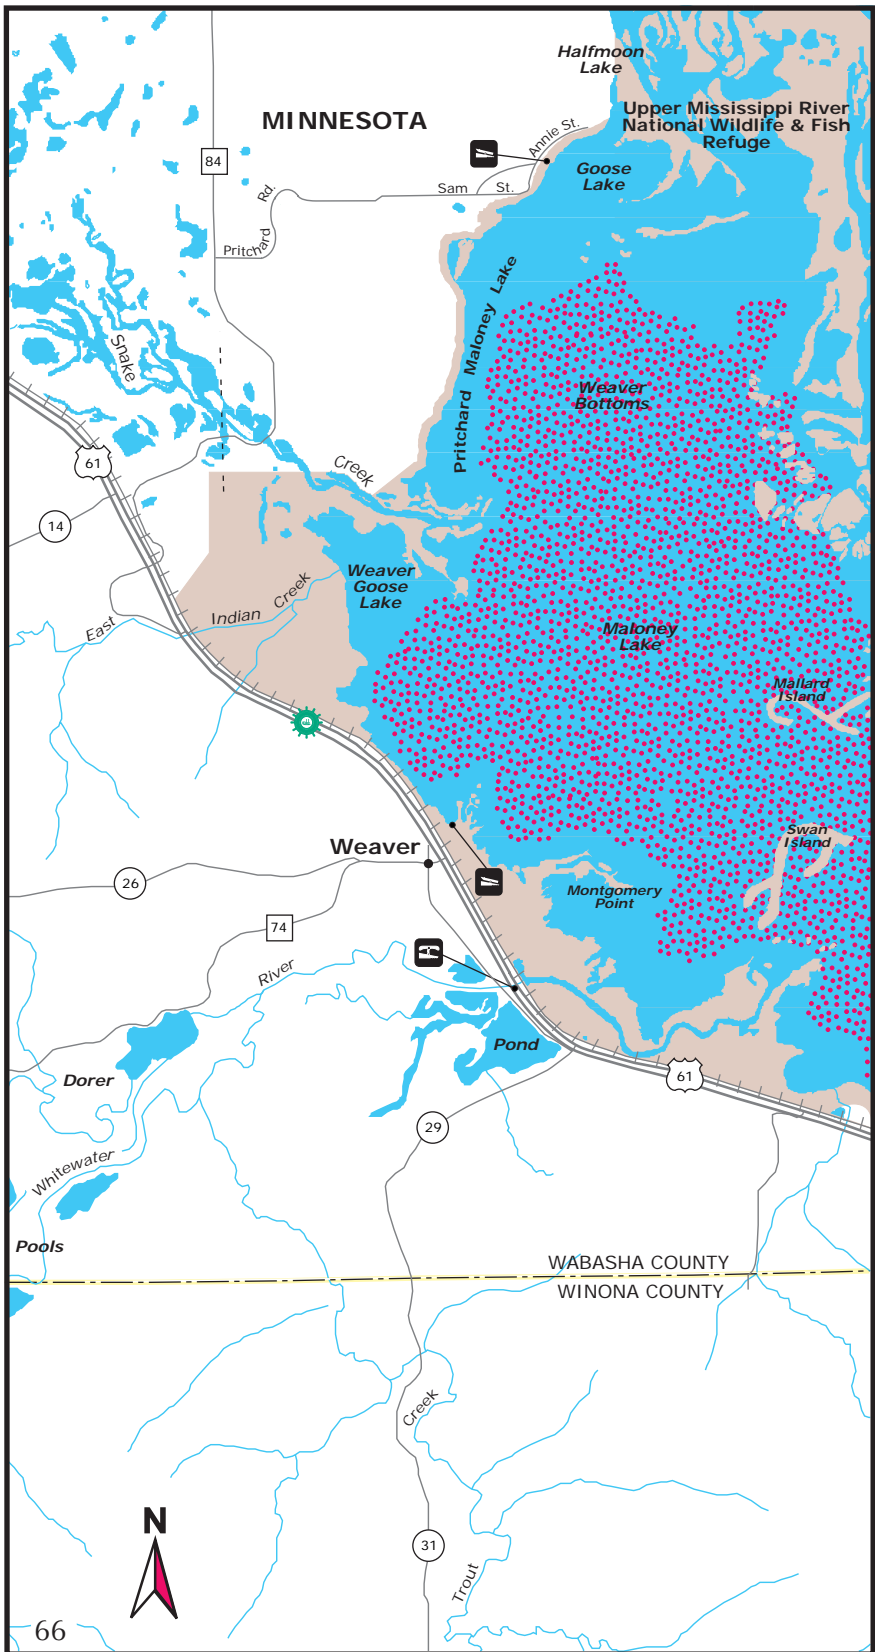 Halfmoon
Lake
MINNESOTA
Upper Mississippi River
National Wildlife & Fish
Refuge
Annie St.
84
Goose
Lake
Sam St.
Rd.
Pritchard
Pritchard Maloney Lake
Snake
Weaver
Bottoms
61
Creek
14
Weaver
Goose
Lake
East
Indian
Creek
Maloney
Lake
Mallard
Island
Swan
Island
Weaver
26
Montgomery
Point
74
River
Pond
61
Dorer
29
Whitewater
Pools
WABASHA COUNTY
WINONA COUNTY
Creek
N
31
Trout
66